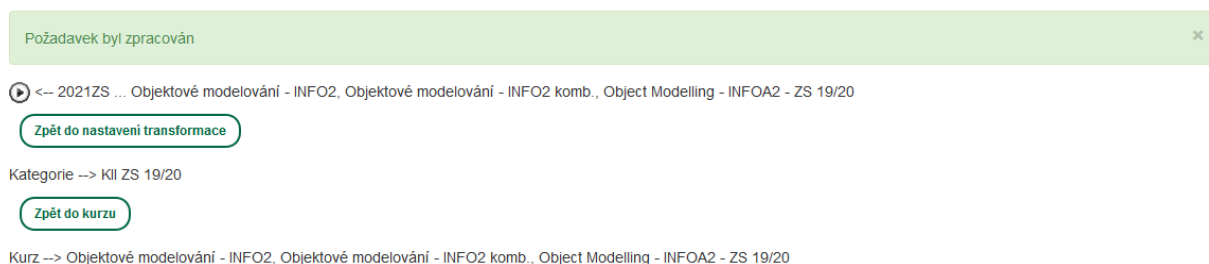 Požadavek byl zpracován
×
<-- 2021ZS ... Objektové modelování - INFO2, Objektové modelování - INFO2 komb., Object Modelling - INFOA2 - ZS 19/20
Zpět do nastavení transformace
Kategorie --> KII ZS 19/20
Zpět do kurzu
Kurz --> Objektové modelování - INFO2, Objektové modelování - INFO2 komb., Object Modelling - INFOA2 - ZS 19/20